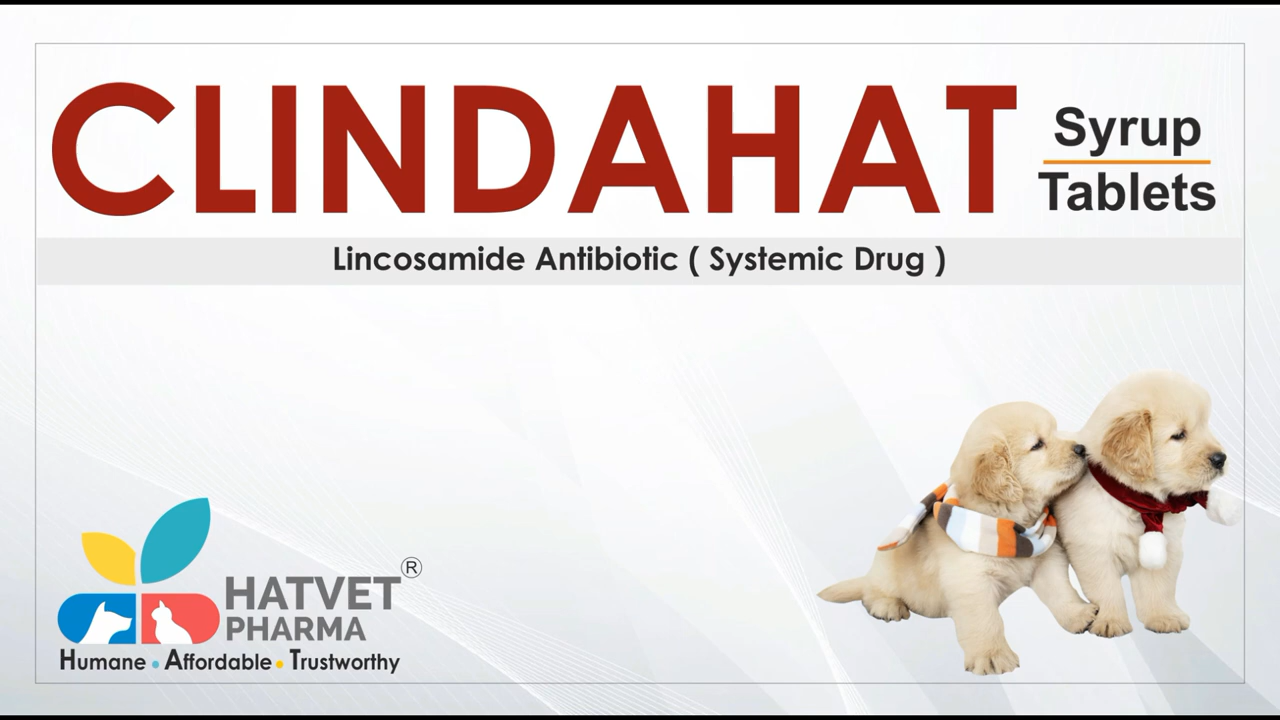 CLINDAHAT
Syrup
Tablets
Lincosamide Antibiotic ( Systemic Drug )
HATVET ®
PHARMA
Humane • Affordable • Trustworthy